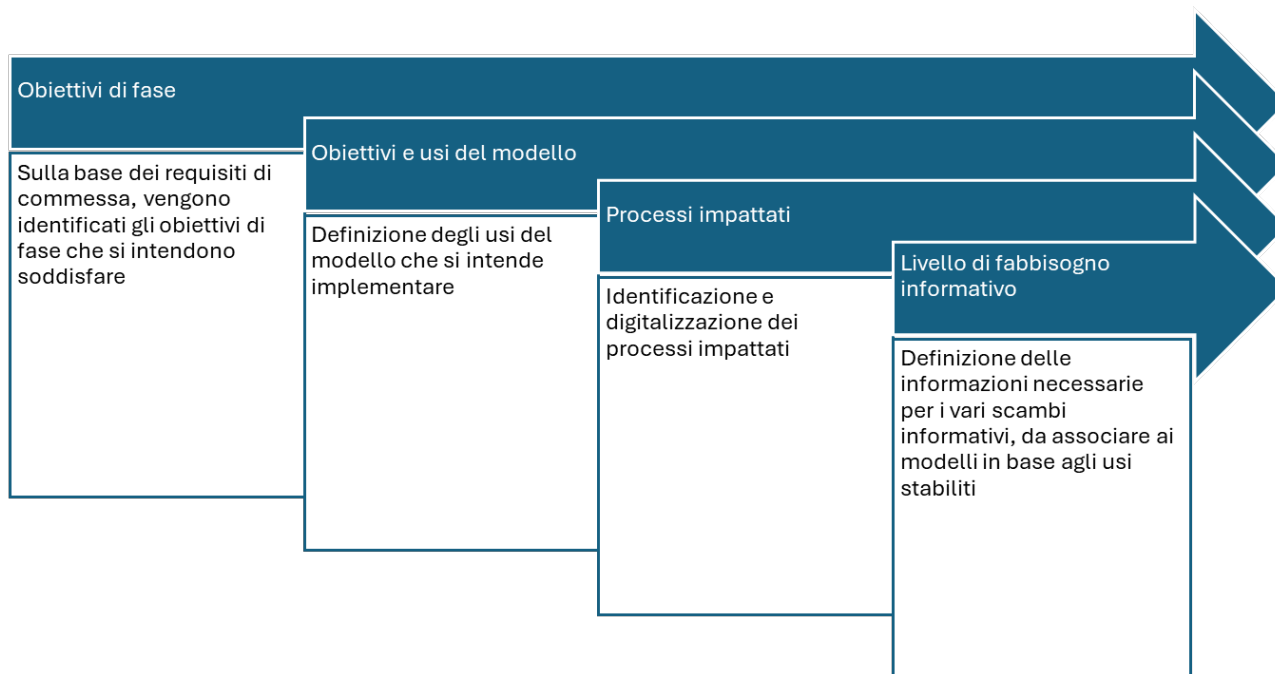 Obiettivi di fase
Sulla base dei requisiti di
commessa, vengono
identificati gli obiettivi di
fase che si intendono
soddisfare
Obiettivi e usi del modello
Definizione degli usi del
modello che si intende
implementare
Processi impattati
Identificazione e
digitalizzazione dei
processi impattati
Livello di fabbisogno
informativo
Definizione delle
informazioni necessarie
per i vari scambi
informativi, da associare ai
modelli in base agli usi
stabiliti